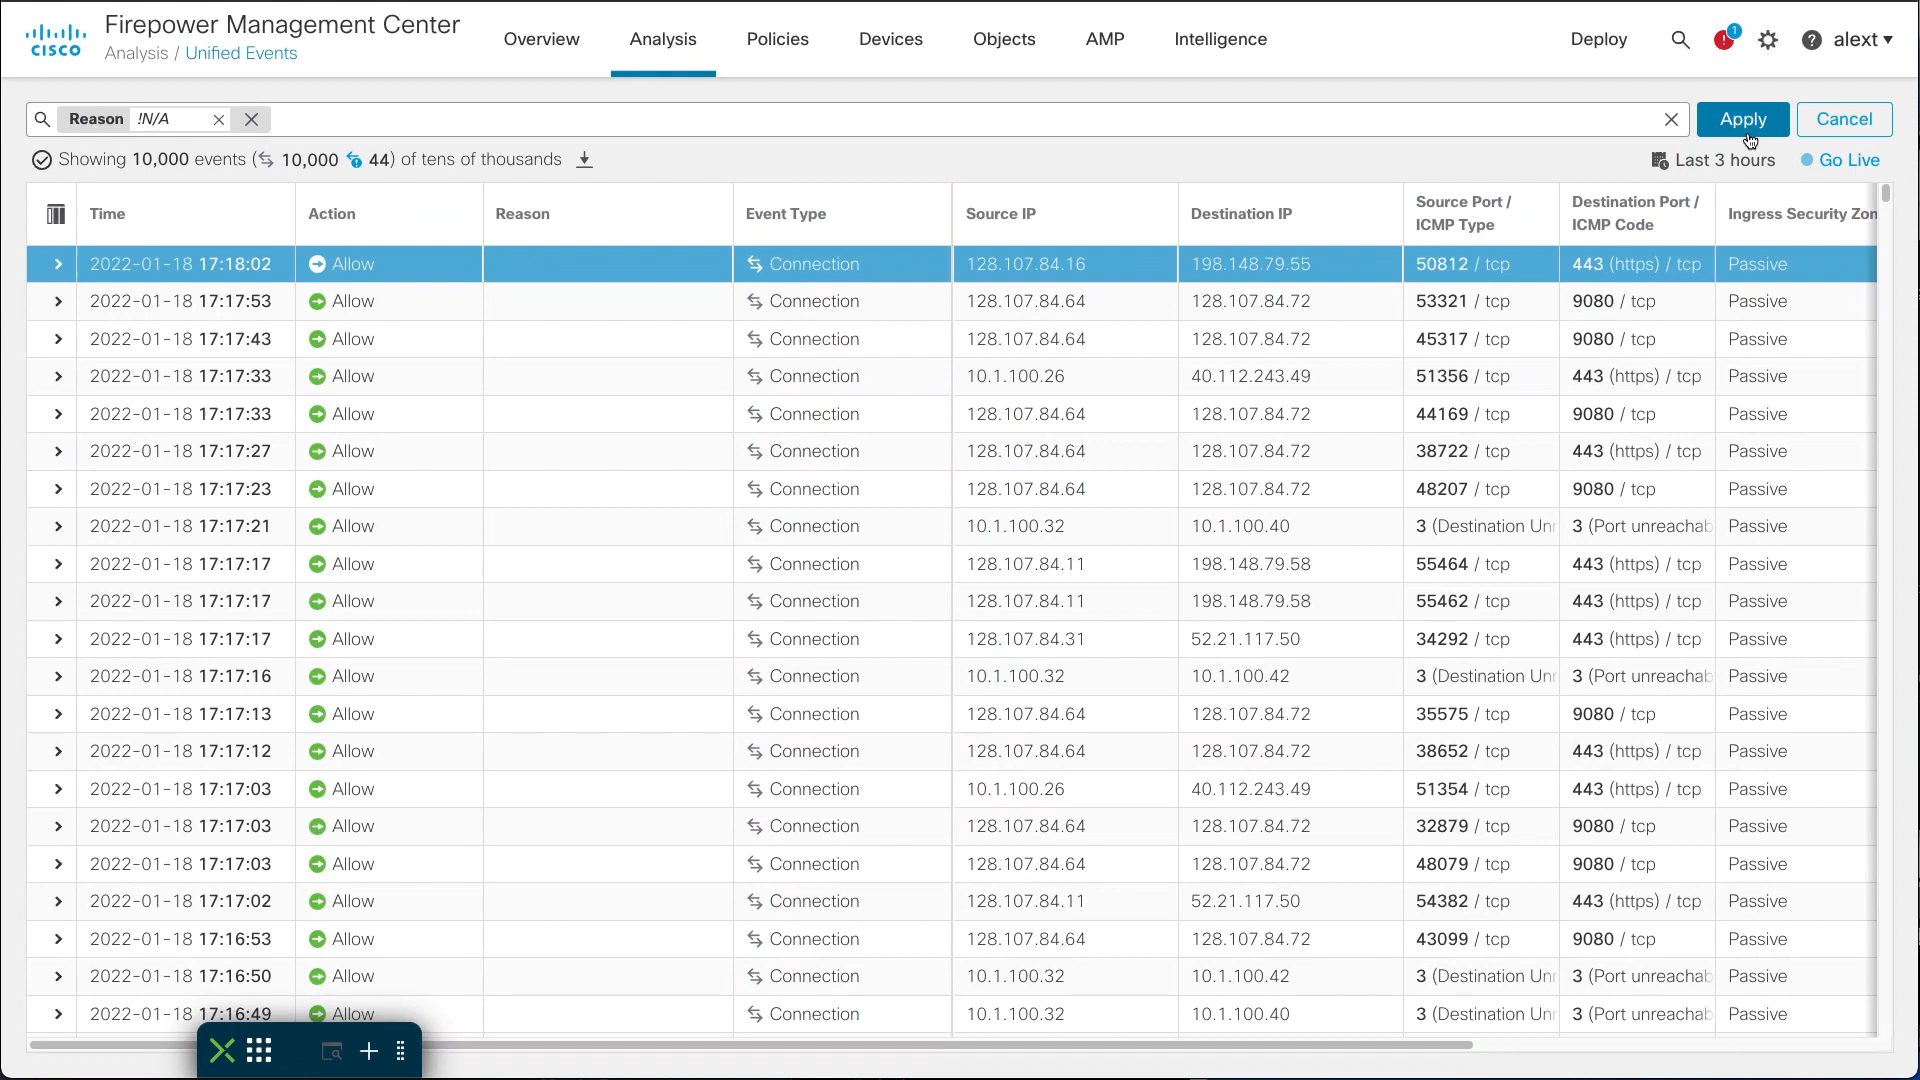 Firepower Management Center
CISCO
Analysis / Unified Events
Overview Analysis Policies Devices Objects AMP Intelligence Deploy 1 alext
Reason !N/A Apply Cancel
Showing 10,000 events (10,000 44) of tens of thousands Last 3 hours Go Live
Time Action Reason Event Type Source IP Destination IP Source Port / ICMP Type Destination Port / ICMP Code Ingress Security Zon
2022-01-18 17:18:02 Allow Connection 128.107.84.16 198.148.79.55 50812 / tcp 443 (https) / tcp Passive
2022-01-18 17:17:53 Allow Connection 128.107.84.64 128.107.84.72 53321 / tcp 9080 / tcp Passive
2022-01-18 17:17:43 Allow Connection 128.107.84.64 128.107.84.72 45317 / tcp 9080 / tcp Passive
2022-01-18 17:17:33 Allow Connection 10.1.100.26 40.112.243.49 51356 / tcp 443 (https) / tcp Passive
2022-01-18 17:17:33 Allow Connection 128.107.84.64 128.107.84.72 44169 / tcp 9080 / tcp Passive
2022-01-18 17:17:27 Allow Connection 128.107.84.64 128.107.84.72 38722 / tcp 443 (https) / tcp Passive
2022-01-18 17:17:23 Allow Connection 128.107.84.64 128.107.84.72 48207 / tcp 9080 / tcp Passive
2022-01-18 17:17:21 Allow Connection 10.1.100.32 10.1.100.40 3 (Destination Unr 3 (Port unreachab Passive
2022-01-18 17:17:17 Allow Connection 128.107.84.11 198.148.79.58 55464 / tcp 443 (https) / tcp Passive
2022-01-18 17:17:17 Allow Connection 128.107.84.11 198.148.79.58 55462 / tcp 443 (https) / tcp Passive
2022-01-18 17:17:17 Allow Connection 128.107.84.31 52.21.117.50 34292 / tcp 443 (https) / tcp Passive
2022-01-18 17:17:16 Allow Connection 10.1.100.32 10.1.100.42 3 (Destination Unr 3 (Port unreachab Passive
2022-01-18 17:17:13 Allow Connection 128.107.84.64 128.107.84.72 35575 / tcp 9080 / tcp Passive
2022-01-18 17:17:12 Allow Connection 128.107.84.64 128.107.84.72 38652 / tcp 443 (https) / tcp Passive
2022-01-18 17:17:03 Allow Connection 10.1.100.26 40.112.243.49 51354 / tcp 443 (https) / tcp Passive
2022-01-18 17:17:03 Allow Connection 128.107.84.64 128.107.84.72 32879 / tcp 9080 / tcp Passive
2022-01-18 17:17:03 Allow Connection 128.107.84.64 128.107.84.72 48079 / tcp 9080 / tcp Passive
2022-01-18 17:17:02 Allow Connection 128.107.84.11 52.21.117.50 54382 / tcp 443 (https) / tcp Passive
2022-01-18 17:16:53 Allow Connection 128.107.84.64 128.107.84.72 43099 / tcp 9080 / tcp Passive
2022-01-18 17:16:50 Allow Connection 10.1.100.32 10.1.100.42 3 (Destination Unr 3 (Port unreachab Passive
2022-01-18 17:16:49 Allow Connection 10.1.100.32 10.1.100.40 3 (Destination Unr 3 (Port unreachab Passive